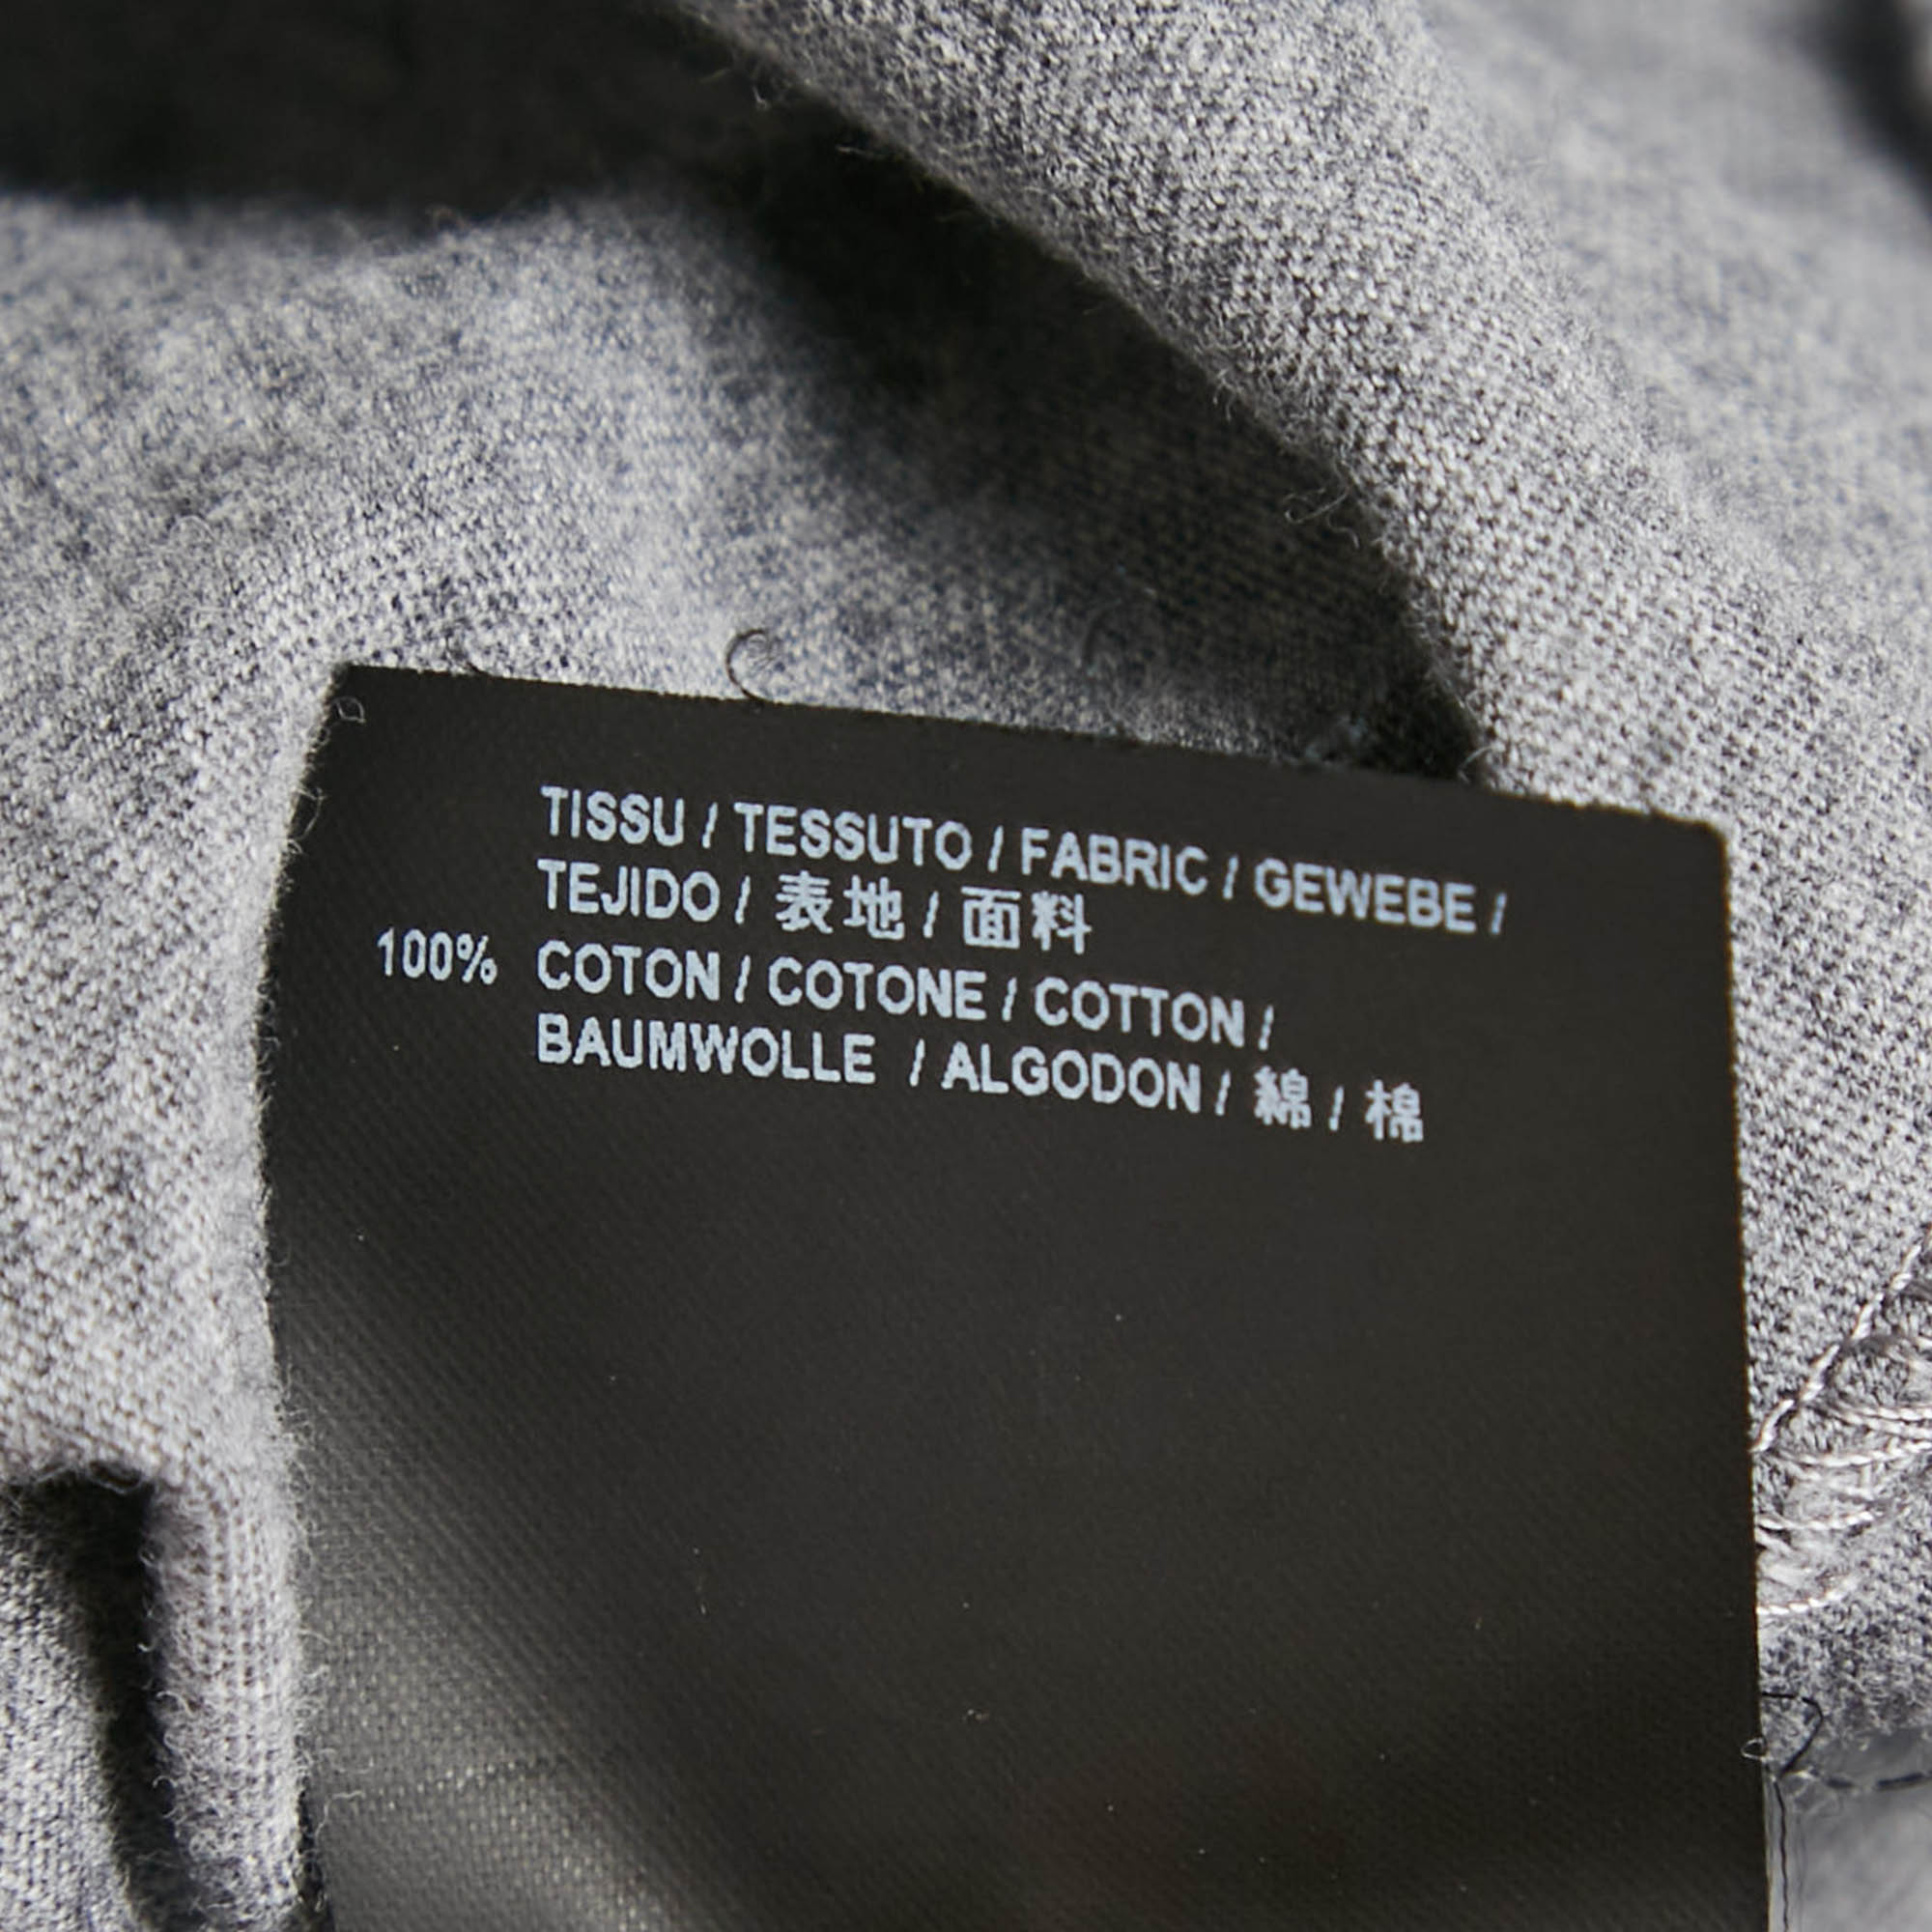 TISSU / TESSUTO / FABRIC / GEWEBE /
TEJIDO / 表地 / 面料
100% COTON / COTONE / COTTON /
BAUMWOLLE / ALGODON / 綿 / 棉